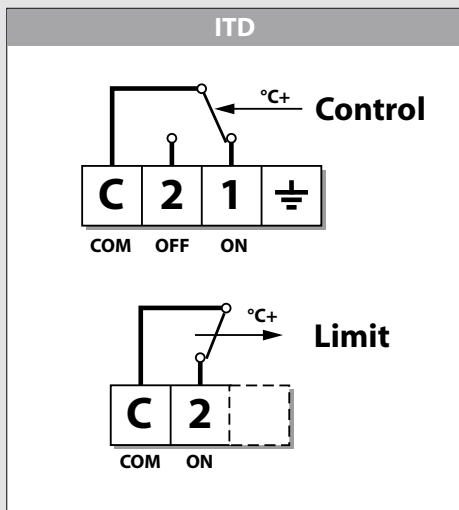 ITD
°C+
Control
C 2 1
COM OFF ON
°C+
Limit
C 2
COM ON